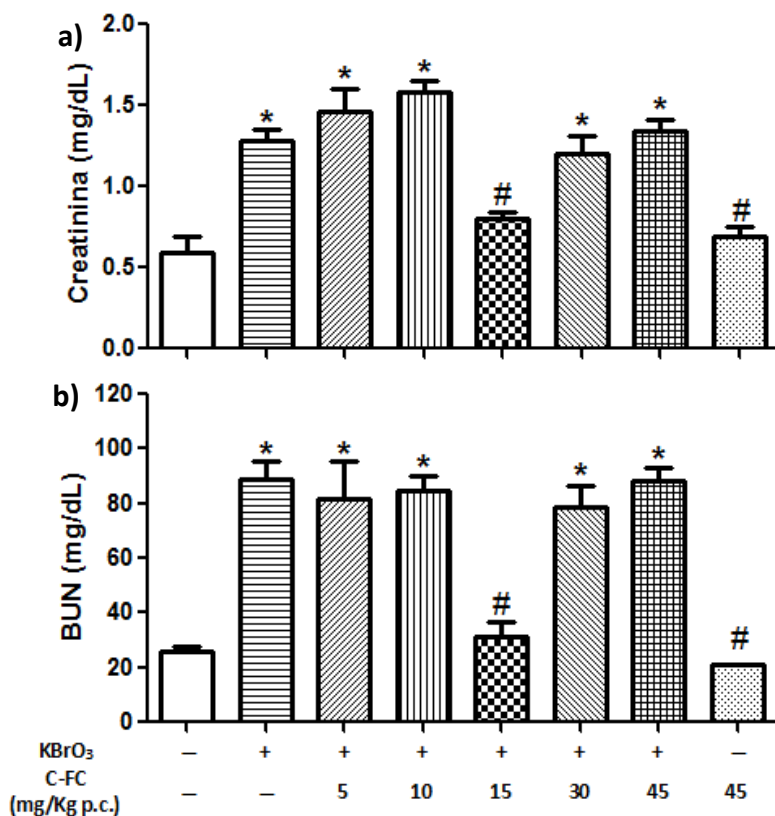 a)
Creatinina (mg/dL)
2.0
1.5
1.0
0.5
0.0
* * * # * * #
b)
BUN (mg/dL)
120
100
80
60
40
20
0
* * * # * * #
KBrO₃ – + + + + + + –
C-FC
(mg/Kg p.c.) – – 5 10 15 30 45 45